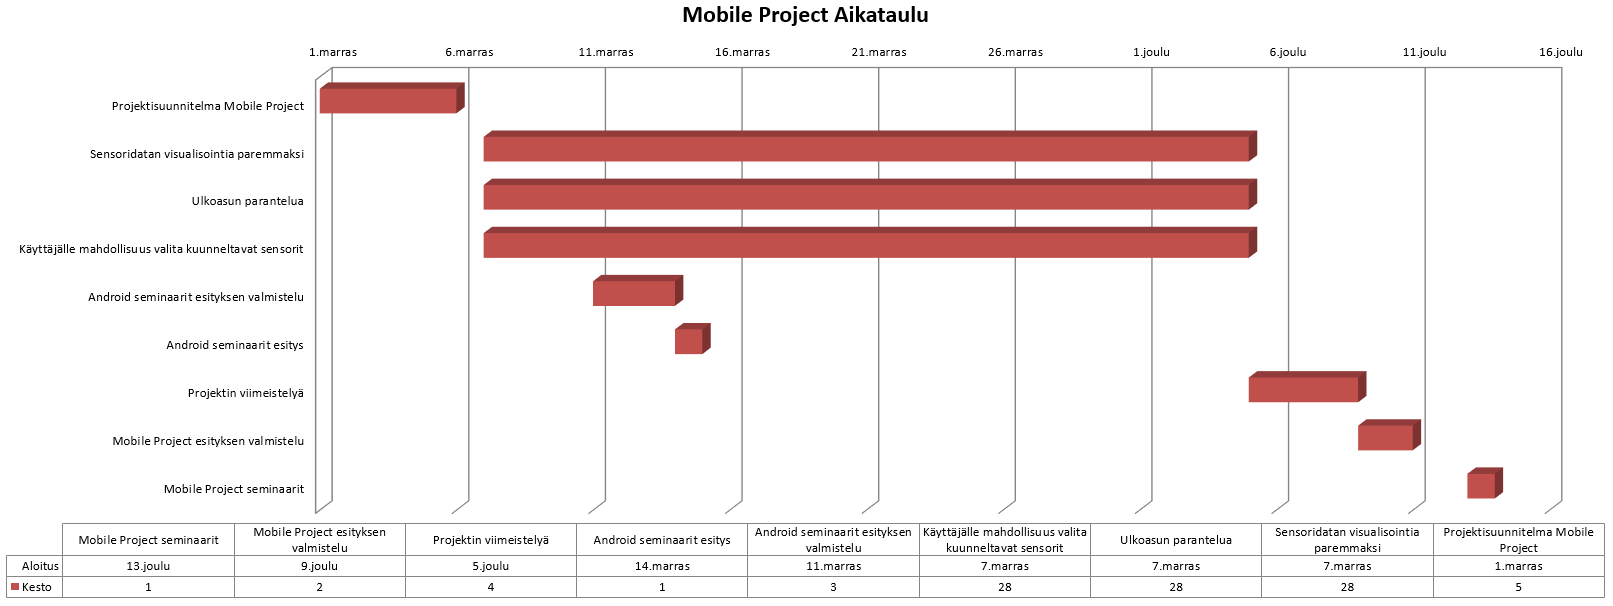 Mobile Project Aikataulu
1.marras 6.marras 11.marras 16.marras 21.marras 26.marras 1.joulu 6.joulu 11.joulu 16.joulu
Projektisuunnitelma Mobile Project
Sensoridatan visualisointia paremmaksi
Ulkoasun parantelua
Käyttäjälle mahdollisuus valita kuunneltavat sensorit
Android seminaarit esityksen valmistelu
Android seminaarit esitys
Projektin viimeistelyä
Mobile Project esityksen valmistelu
Mobile Project seminaarit
Mobile Project seminaarit
Mobile Project esityksen
valmistelu
Projektin viimeistelyä
Android seminaarit esitys
Android seminaarit esityksen
valmistelu
Käyttäjälle mahdollisuus valita
kuunneltavat sensorit
Ulkoasun parantelua
Sensoridatan visualisointia
paremmaksi
Projektisuunnitelma Mobile
Project
Aloitus 13.joulu 9.joulu 5.joulu 14.marras 11.marras 7.marras 7.marras 7.marras 1.marras
Kesto 1 2 4 1 3 28 28 28 5